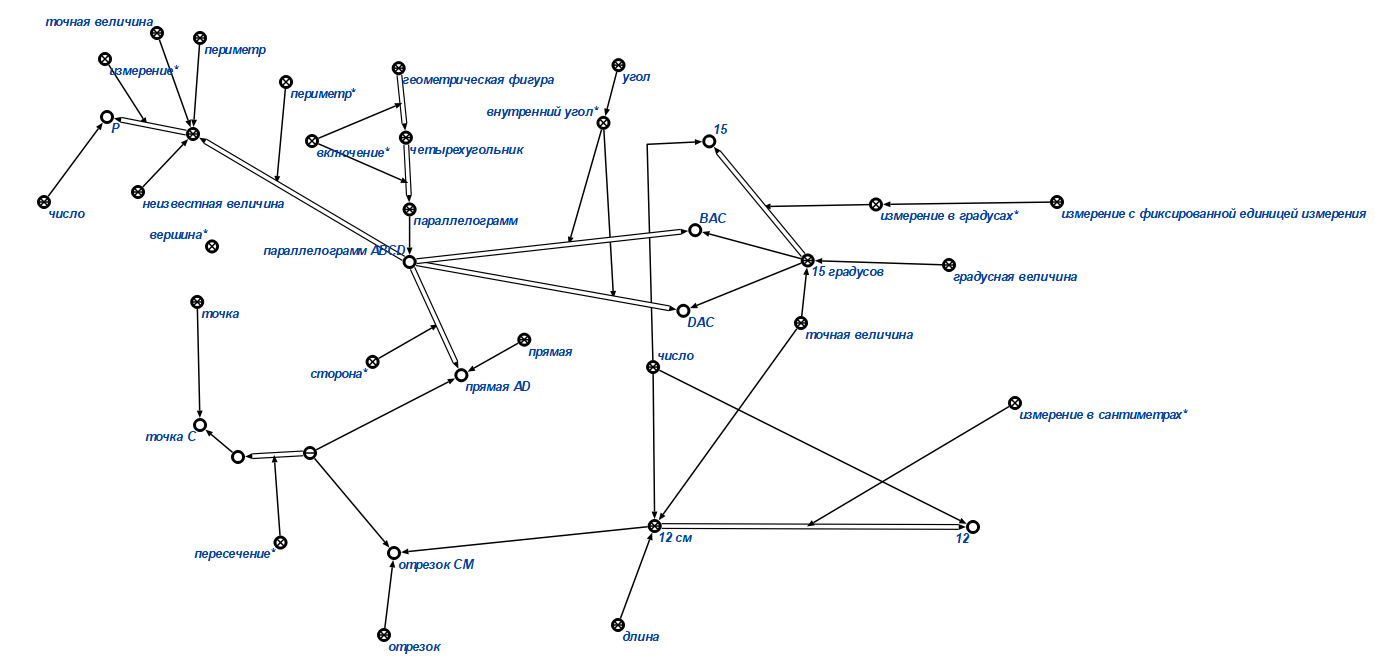 точная величина
периметр
измерение*
геометрическая фигура
угол
периметр*
внутренний угол*
P
15
включение*
четырехугольник
число
неизвестная величина
параллелограмм
BAC
измерение в градусах*
измерение с фиксированной единицей измерения
вершина*
параллелограмм ABCD
15 градусов
градусная величина
точка
DAC
точная величина
прямая
число
сторона*
прямая AD
измерение в сантиметрах*
точка C
12 см
12
пересечение*
отрезок CM
длина
отрезок